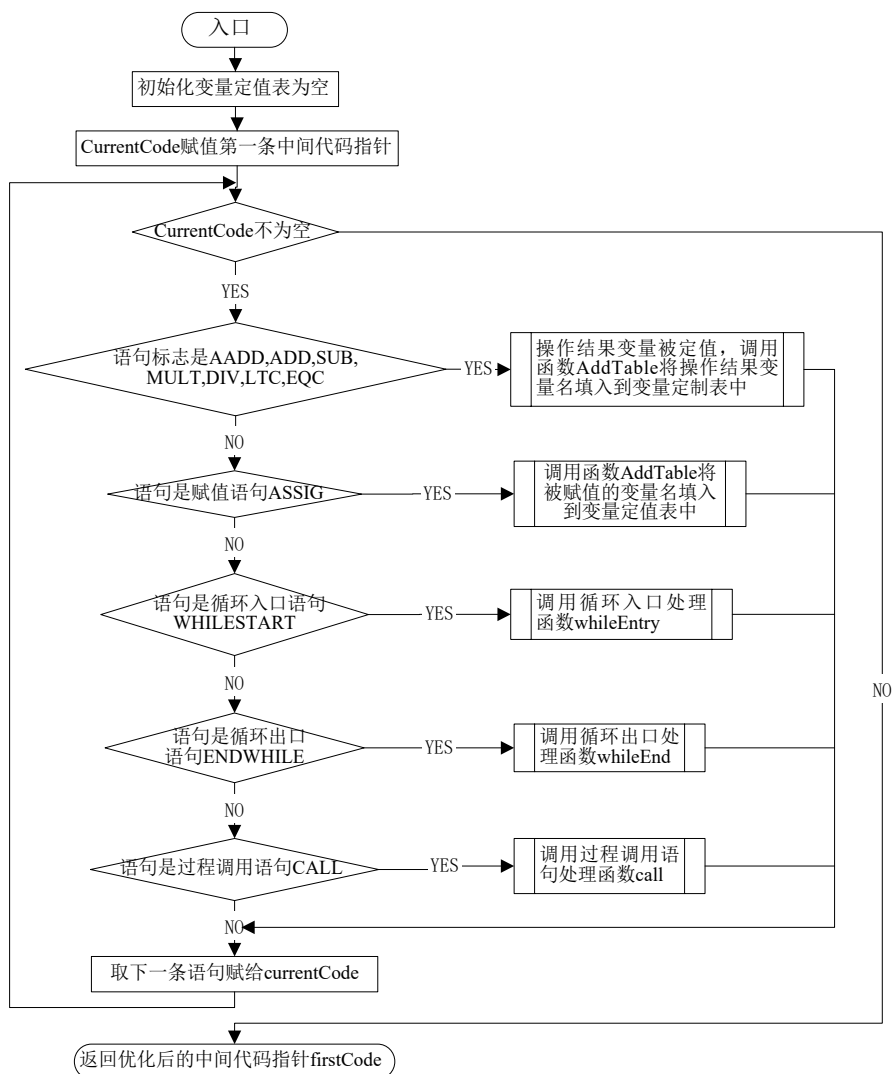 入口
初始化变量定值表为空
CurrentCode赋值第一条中间代码指针
CurrentCode不为空
YES
语句标志是AADD,ADD,SUB,
MULT,DIV,LTC,EQC
YES
操作结果变量被定值，调用
函数AddTable将操作结果变
量名填入到变量定制表中
NO
语句是赋值语句ASSIG
YES
调用函数AddTable将
被赋值的变量名填入
到变量定值表中
NO
语句是循环入口语句
WHILESTART
YES
调用循环入口处理
函数whileEntry
NO
NO
语句是循环出口
语句ENDWHILE
YES
调用循环出口处
理函数whileEnd
NO
语句是过程调用语句CALL
YES
调用过程调用语
句处理函数call
NO
取下一条语句赋给currentCode
返回优化后的中间代码指针firstCode